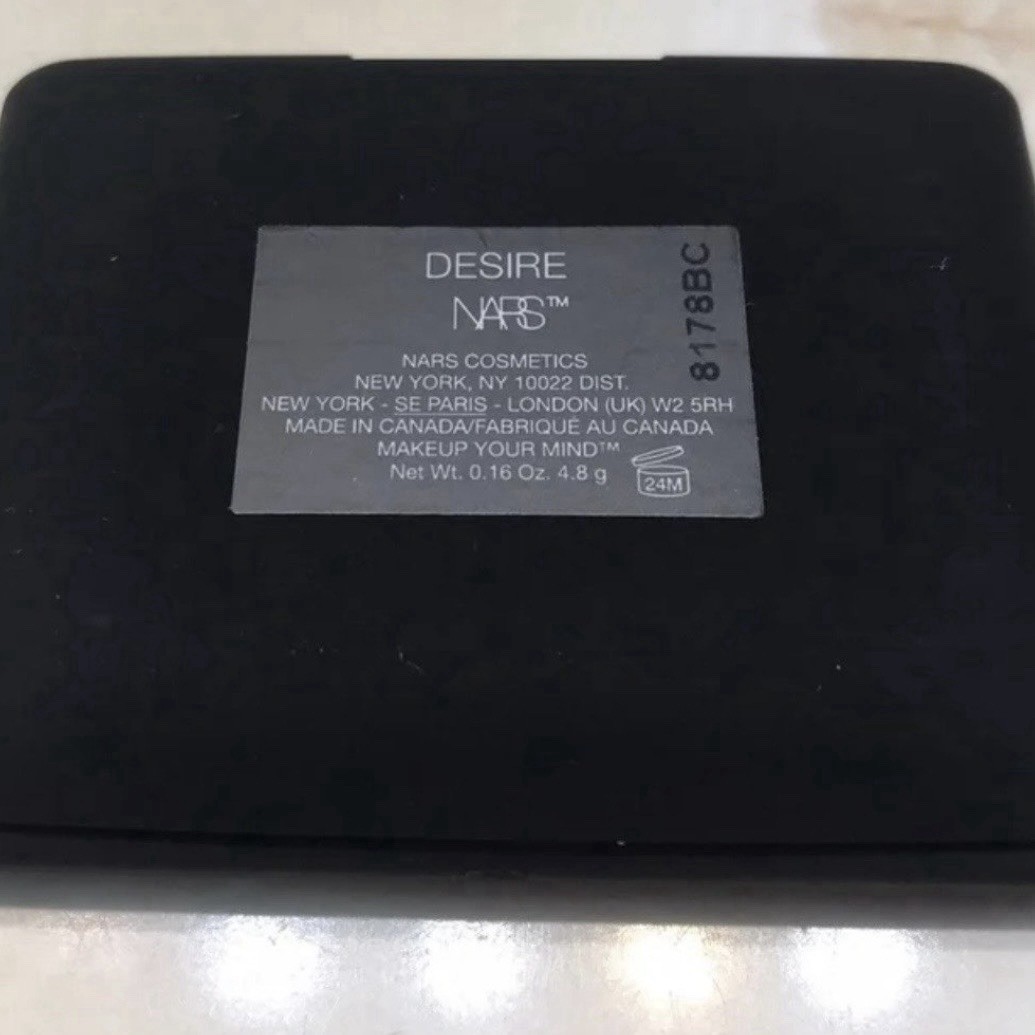 DESIRE
NARS™
NARS COSMETICS
NEW YORK, NY 10022 DIST.
NEW YORK - SE PARIS - LONDON (UK) W2 5RH
MADE IN CANADA/FABRIQUÉ AU CANADA
MAKEUP YOUR MIND™
Net Wt. 0.16 Oz. 4.8 g
24M
8178BC